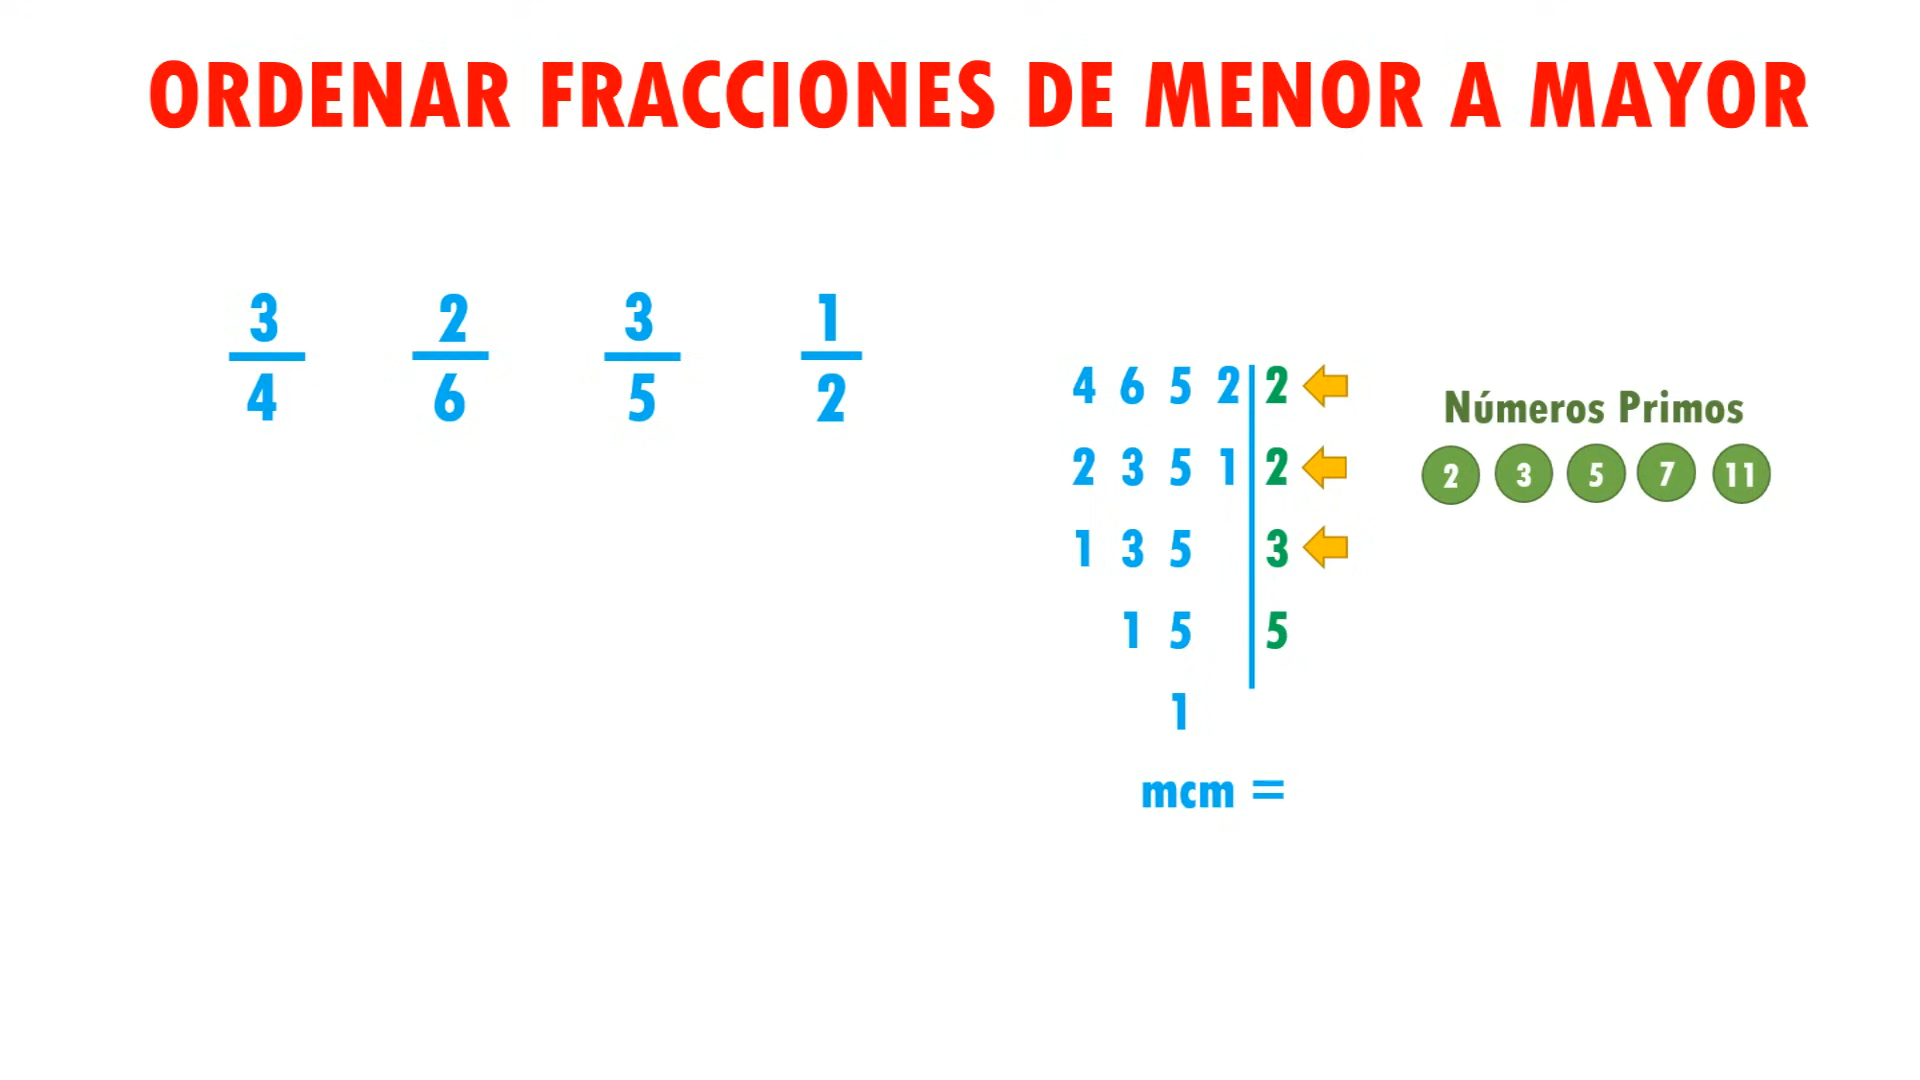 ORDENAR FRACCIONES DE MENOR A MAYOR
3 2 3 1
4 6 5 2
4 6 5 2 2
2 3 5 1 2
1 3 5 3
1 5 5
1
mcm =
Números Primos
2 3 5 7 11